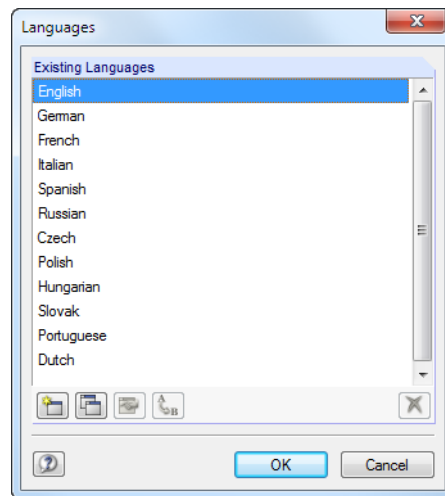 Languages
Existing Languages
English
German
French
Italian
Spanish
Russian
Czech
Polish
Hungarian
Slovak
Portuguese
Dutch
A
B
?
OK
Cancel